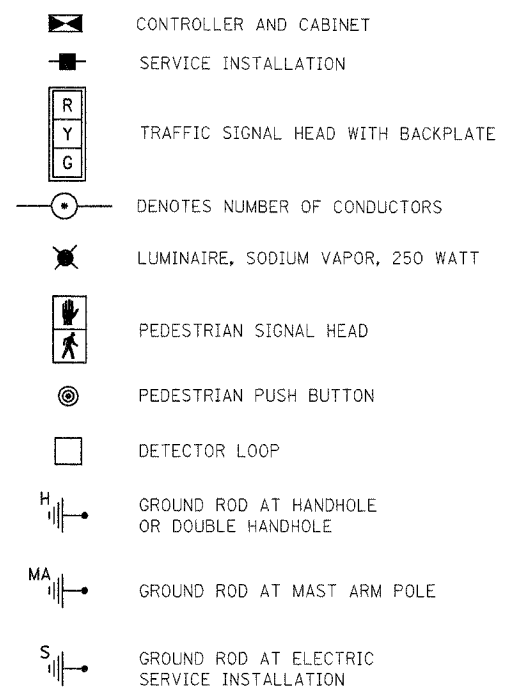 CONTROLLER AND CABINET
SERVICE INSTALLATION
R
Y
G
TRAFFIC SIGNAL HEAD WITH BACKPLATE
DENOTES NUMBER OF CONDUCTORS
LUMINAIRE, SODIUM VAPOR, 250 WATT
PEDESTRIAN SIGNAL HEAD
PEDESTRIAN PUSH BUTTON
DETECTOR LOOP
H
GROUND ROD AT HANDHOLE
OR DOUBLE HANDHOLE
MA
GROUND ROD AT MAST ARM POLE
S
GROUND ROD AT ELECTRIC
SERVICE INSTALLATION